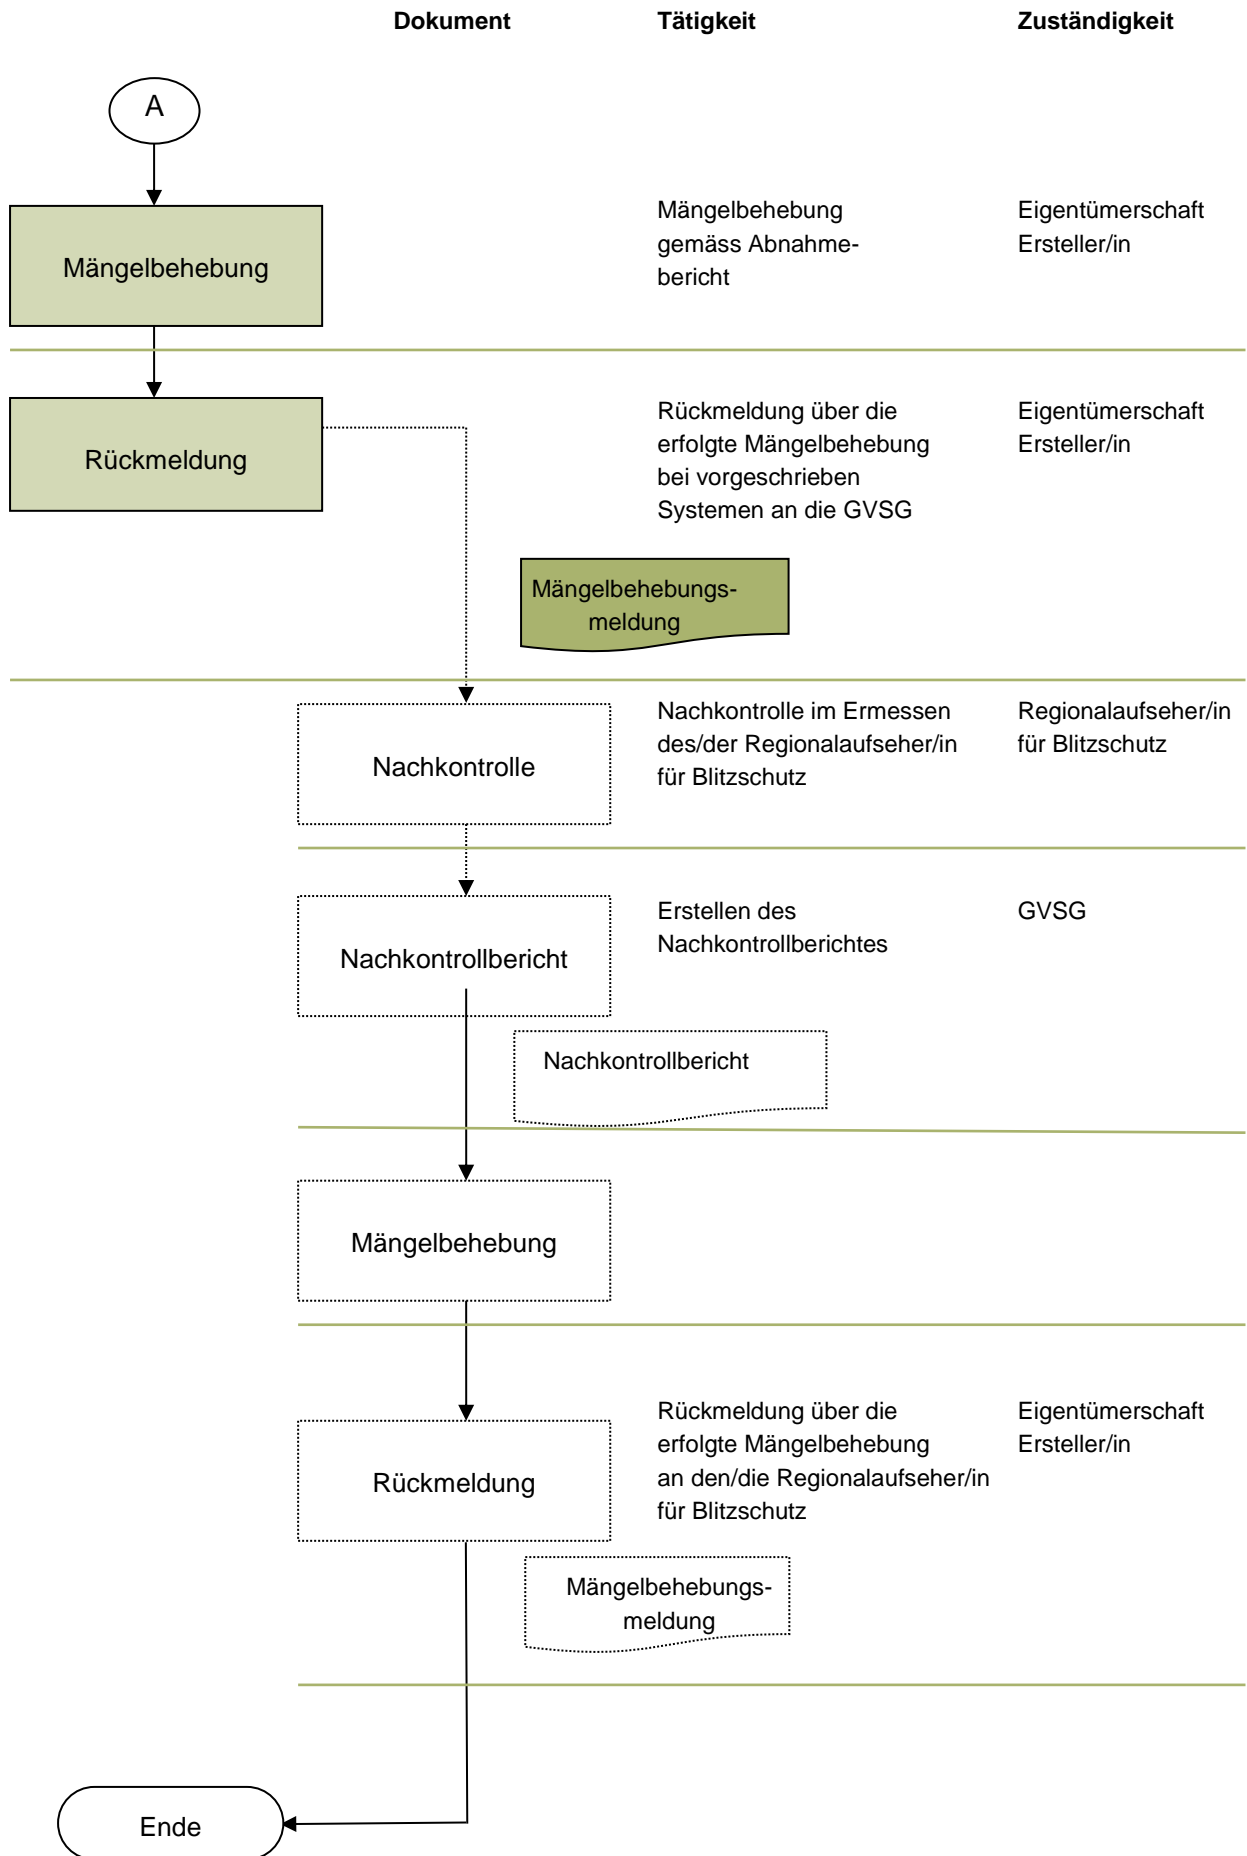 Dokument Tätigkeit Zuständigkeit
A
Mängelbehebung
Mängelbehebung
gemäss Abnahme-
bericht
Eigentümerschaft
Ersteller/in
Rückmeldung
Rückmeldung über die
erfolgte Mängelbehebung
bei vorgeschrieben
Systemen an die GVSG
Eigentümerschaft
Ersteller/in
Mängelbehebungs-
meldung
Nachkontrolle
Nachkontrolle im Ermessen
des/der Regionalaufseher/in
für Blitzschutz
Regionalaufseher/in
für Blitzschutz
Nachkontrollbericht
Erstellen des
Nachkontrollberichtes
GVSG
Nachkontrollbericht
Mängelbehebung
Rückmeldung
Rückmeldung über die
erfolgte Mängelbehebung
an den/die Regionalaufseher/in
für Blitzschutz
Eigentümerschaft
Ersteller/in
Mängelbehebungs-
meldung
Ende